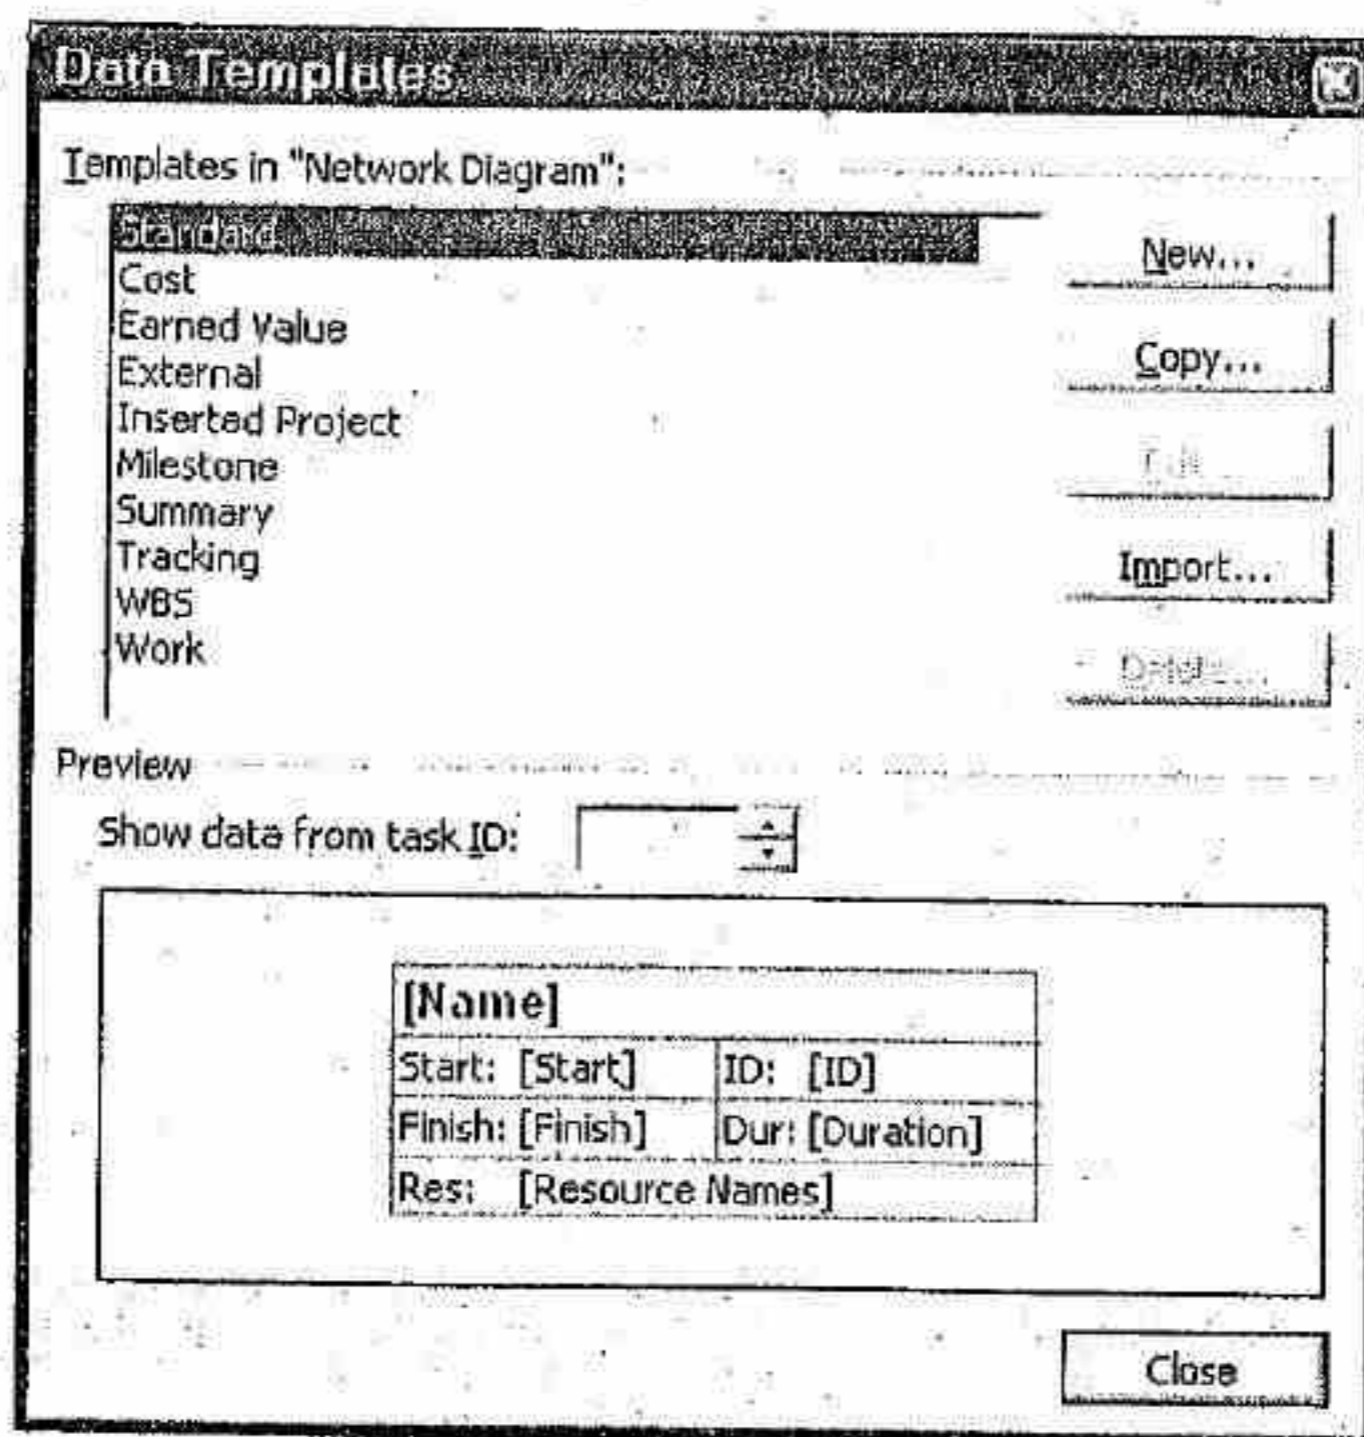 Data Templates
Templates in "Network Diagram":
Standard
Cost
Earned Value
External
Inserted Project
Milestone
Summary
Tracking
WBS
Work
New...
Copy...
Import...
Delete...
Preview
Show data from task ID:
[Name]
Start: [Start] ID: [ID]
Finish: [Finish] Dur: [Duration]
Res: [Resource Names]
Close